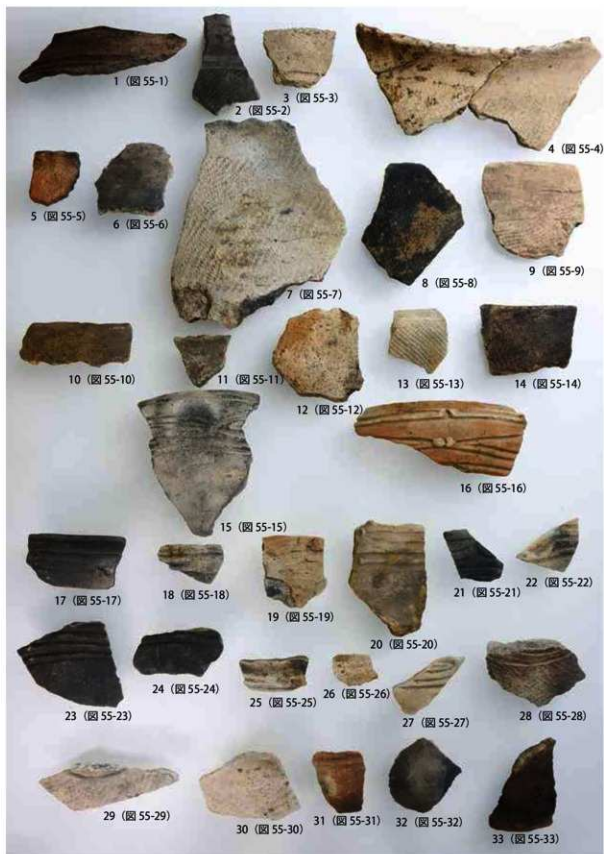 1（図 55-1）
2（図 55-2）
3（図 55-3）
4（図 55-4）
5（図 55-5）
6（図 55-6）
7（図 55-7）
8（図 55-8）
9（図 55-9）
10（図 55-10）
11（図 55-11）
12（図 55-12）
13（図 55-13）
14（図 55-14）
15（図 55-15）
16（図 55-16）
17（図 55-17）
18（図 55-18）
19（図 55-19）
20（図 55-20）
21（図 55-21）
22（図 55-22）
23（図 55-23）
24（図 55-24）
25（図 55-25）
26（図 55-26）
27（図 55-27）
28（図 55-28）
29（図 55-29）
30（図 55-30）
31（図 55-31）
32（図 55-32）
33（図 55-33）